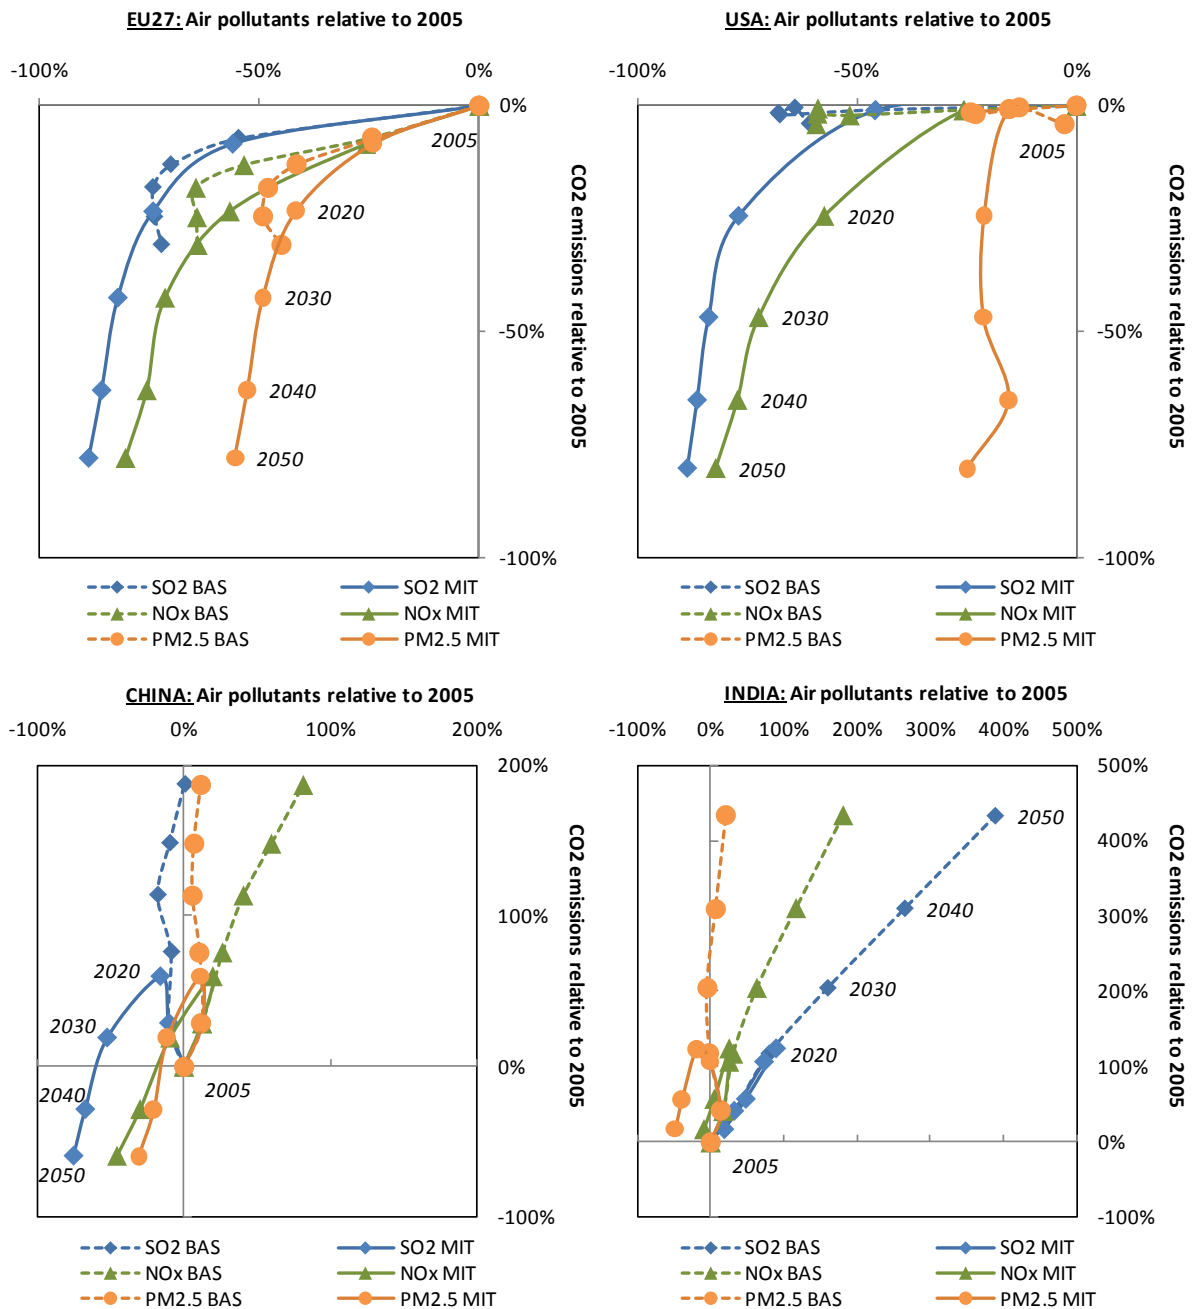 EU27: Air pollutants relative to 2005
-100% -50% 0%
0%
2005
2020
2030
-50%
2040
2050
-100%
CO2 emissions relative to 2005
SO2 BAS SO2 MIT
NOx BAS NOx MIT
PM2.5 BAS PM2.5 MIT
USA: Air pollutants relative to 2005
-100% -50% 0%
0%
2005
2020
2030
-50%
2040
2050
-100%
CO2 emissions relative to 2005
SO2 BAS SO2 MIT
NOx BAS NOx MIT
PM2.5 BAS PM2.5 MIT
CHINA: Air pollutants relative to 2005
-100% 0% 100% 200%
200%
100%
2020
2030
0%
2040
2005
2050
-100%
CO2 emissions relative to 2005
SO2 BAS SO2 MIT
NOx BAS NOx MIT
PM2.5 BAS PM2.5 MIT
INDIA: Air pollutants relative to 2005
-100% 0% 100% 200% 300% 400% 500%
500%
2050
400%
2040
300%
2030
200%
2020
100%
0%
2005
-100%
CO2 emissions relative to 2005
SO2 BAS SO2 MIT
NOx BAS NOx MIT
PM2.5 BAS PM2.5 MIT